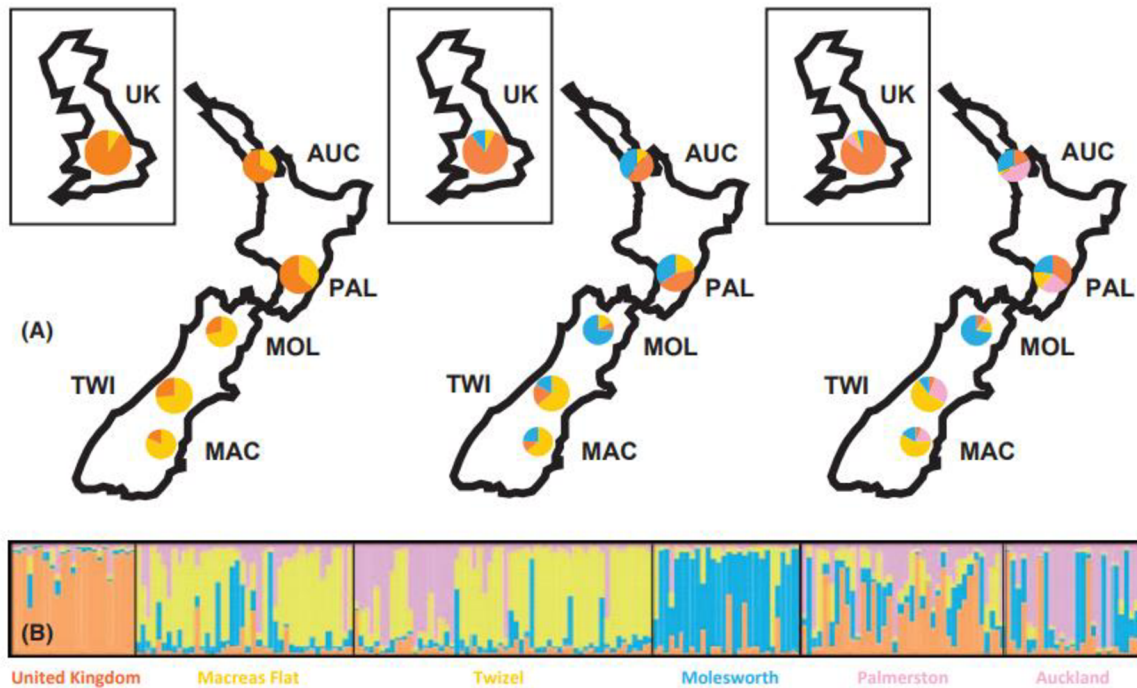 UK
AUC
PAL
MOL
TWI
MAC
UK
AUC
PAL
MOL
TWI
MAC
UK
AUC
PAL
MOL
TWI
MAC
(A)
(B)
United Kingdom Macreas Flat Twizel Molesworth Palmerston Auckland